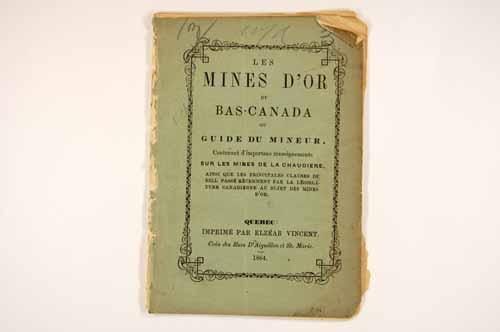 LES
MINES D'OR
DU
BAS-CANADA
OU
GUIDE DU MINEUR,
Contenant d'importans renseignements
SUR LES MINES DE LA CHAUDIERE,
AINSI QUE LES PRINCIPALES CLAUSES DU
BILL PASSÉ RÉCEMMENT PAR LA LÉGISLA-
TURE CANADIENNE AU SUJET DES MINES
D'OR.
QUEBEC
IMPRIMÉ PAR ELZÉAR VINCENT.
Coin des Rues D'Aiguillon et St. Marie.
1864.